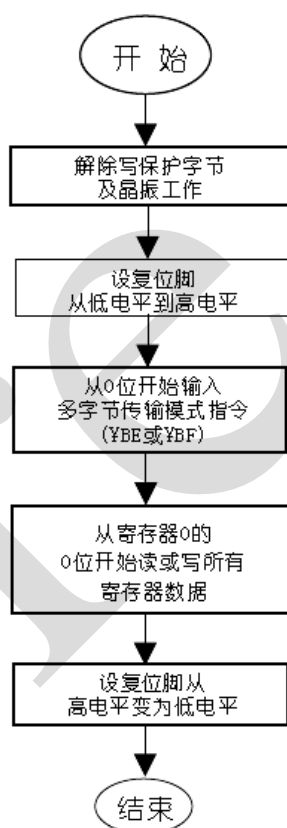 开 始
解除写保护字节
及晶振工作
设复位脚
从低电平到高电平
从0位开始输入
多字节传输模式指令
(¥BE或¥BF)
从寄存器0的
0位开始读或写所有
寄存器数据
设复位脚从
高电平变为低电平
结束